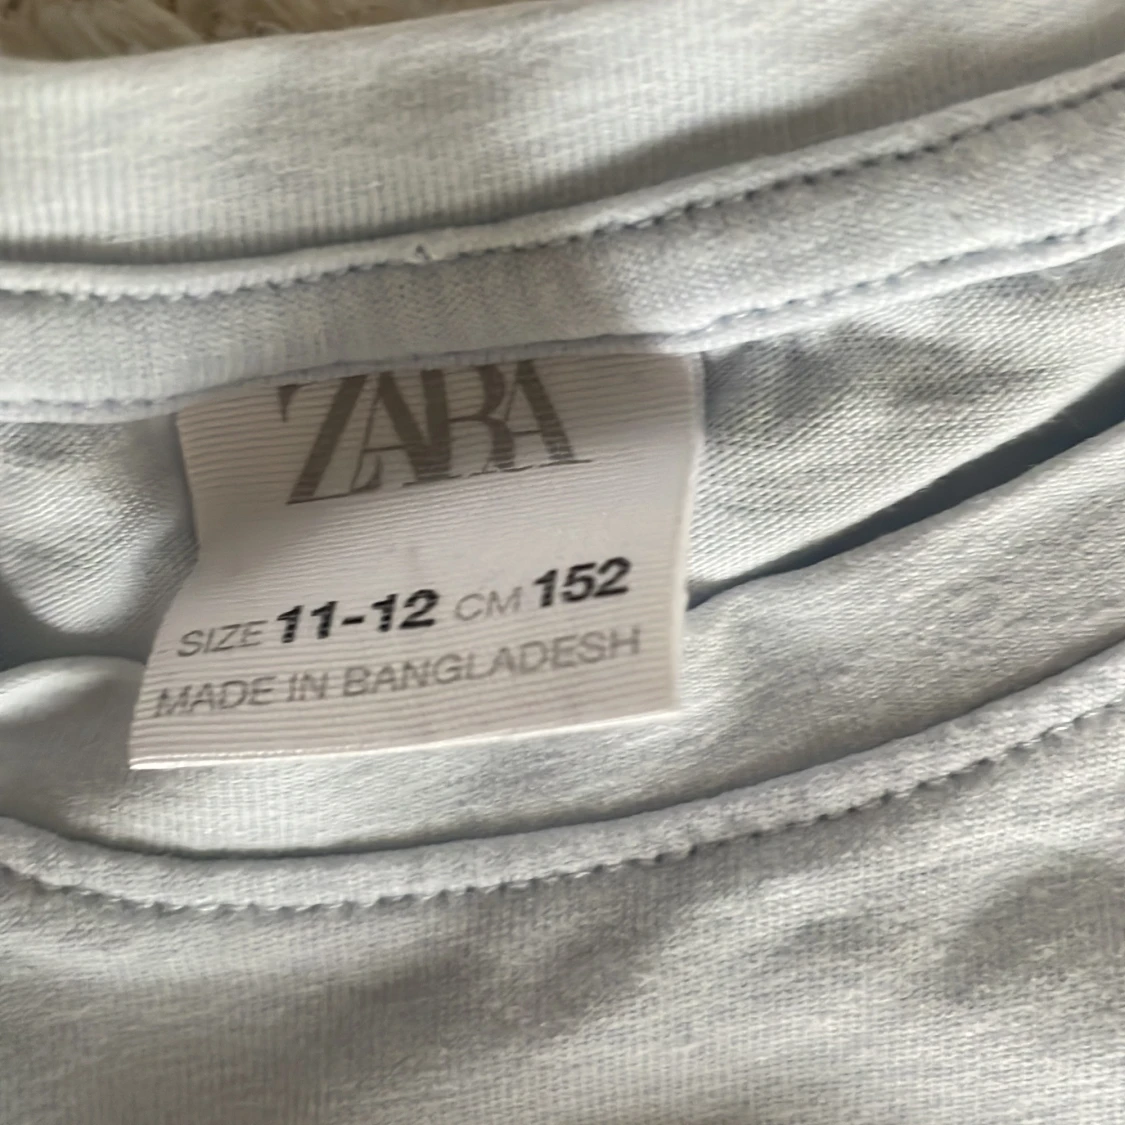 ZARA
SIZE 11-12 CM 152
MADE IN BANGLADESH